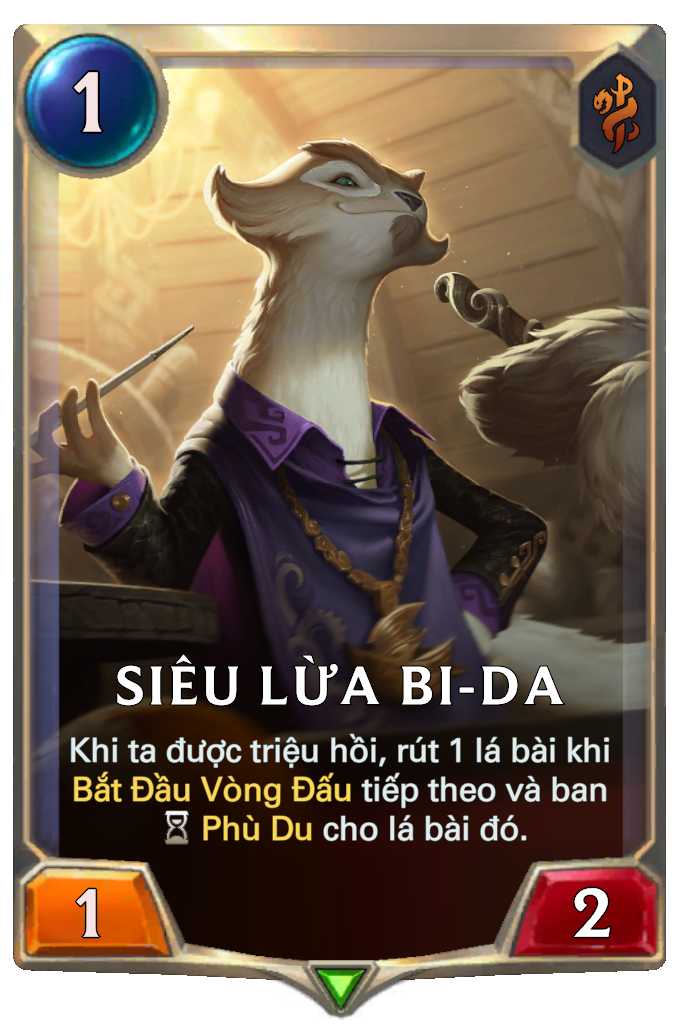 1
SIÊU LỪA BI-DA
Khi ta được triệu hồi, rút 1 lá bài khi
Bắt Đầu Vòng Đấu tiếp theo và ban
Phù Du cho lá bài đó.
1
2